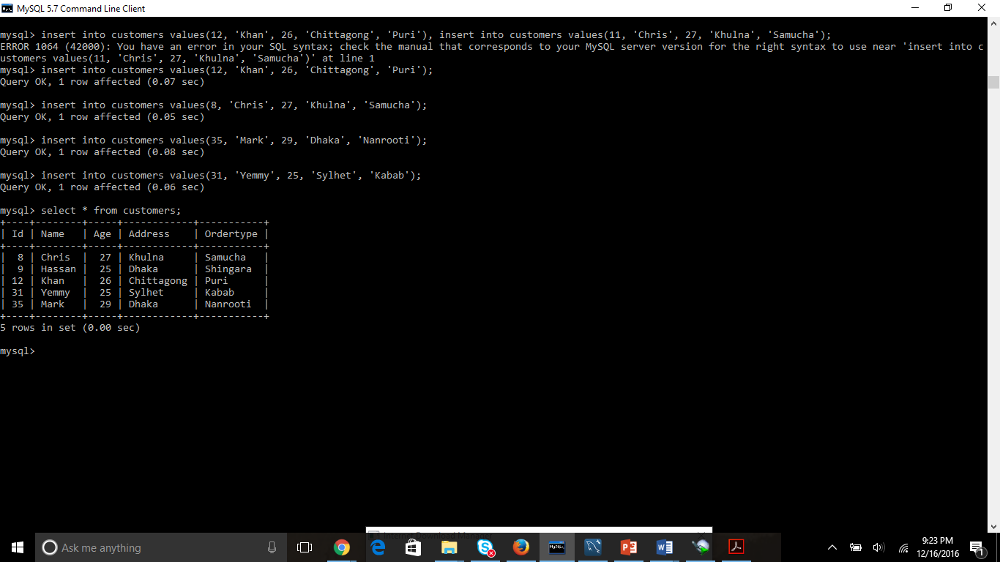 MySQL 5.7 Command Line Client
mysql> insert into customers values(12, 'Khan', 26, 'Chittagong', 'Puri'), insert into customers values(11, 'Chris', 27, 'Khulna', 'Samucha');
ERROR 1064 (42000): You have an error in your SQL syntax; check the manual that corresponds to your MySQL server version for the right syntax to use near 'insert into c
ustomers values(11, 'Chris', 27, 'Khulna', 'Samucha')' at line 1
mysql> insert into customers values(12, 'Khan', 26, 'Chittagong', 'Puri');
Query OK, 1 row affected (0.07 sec)
mysql> insert into customers values(8, 'Chris', 27, 'Khulna', 'Samucha');
Query OK, 1 row affected (0.05 sec)
mysql> insert into customers values(35, 'Mark', 29, 'Dhaka', 'Nanrooti');
Query OK, 1 row affected (0.08 sec)
mysql> insert into customers values(31, 'Yemmy', 25, 'Sylhet', 'Kabab');
Query OK, 1 row affected (0.06 sec)
mysql> select * from customers;
+----+--------+-----+------------+-----------+
| Id | Name   | Age | Address    | Ordertype |
+----+--------+-----+------------+-----------+
|  8 | Chris  |  27 | Khulna     | Samucha   |
|  9 | Hassan |  25 | Dhaka      | Shingara  |
| 12 | Khan   |  26 | Chittagong | Puri      |
| 31 | Yemmy  |  25 | Sylhet     | Kabab     |
| 35 | Mark   |  29 | Dhaka      | Nanrooti  |
+----+--------+-----+------------+-----------+
5 rows in set (0.00 sec)
mysql>
Internet Download Manager
Ask me anything
9:23 PM
12/16/2016
1